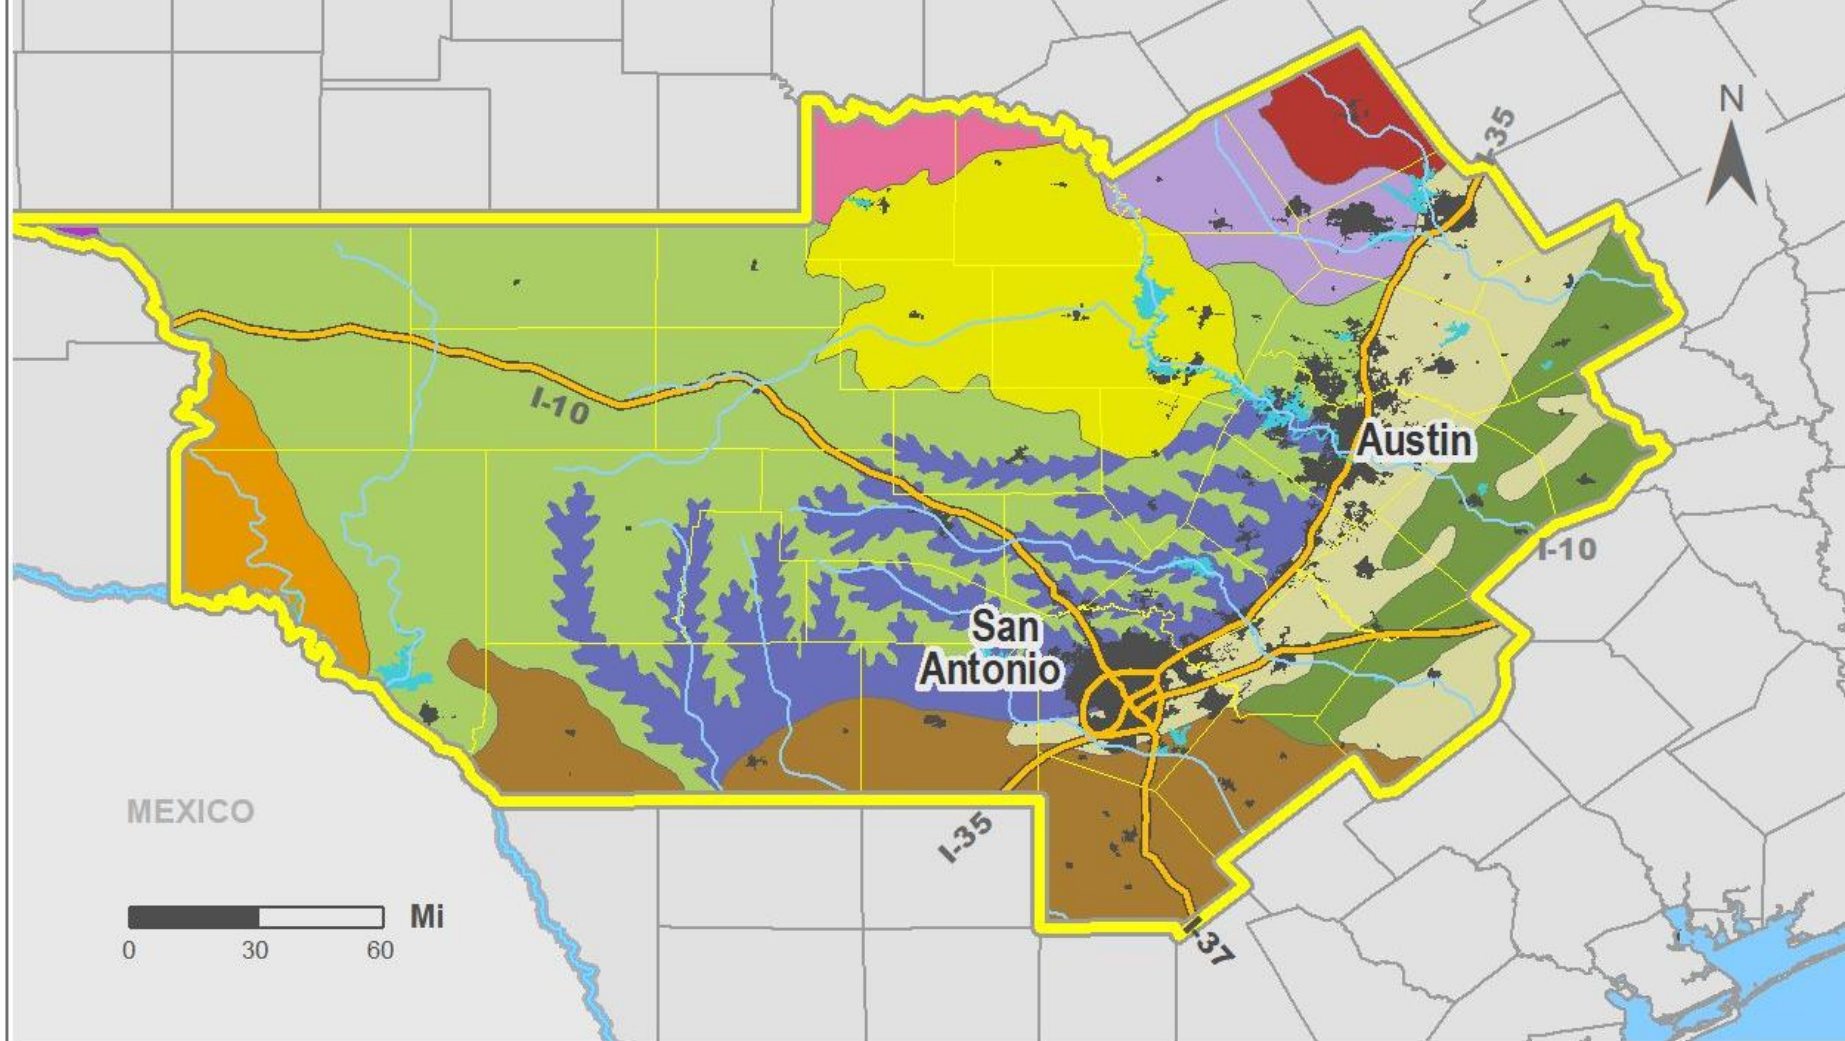 N
I-35
I-10
Austin
I-10
San
Antonio
MEXICO
I-35
Mi
0 30 60
I-37